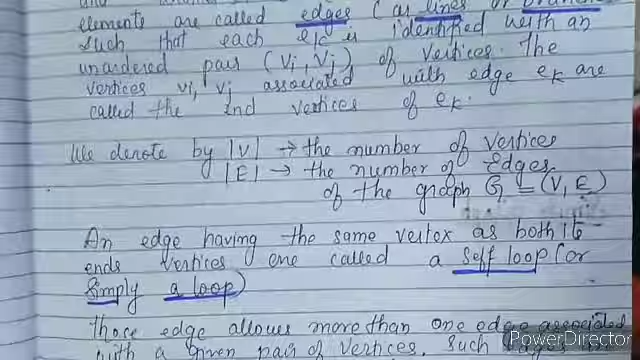 elements are called edges (as lines or branches
such that each ek is identified with an
unordered pair (Vi, Vj) of vertices. The
vertices vi, vj associated with edge ek are
called the end vertices of ek.
We denote by |V| → the number of vertices
|E| → the number of Edges
of the graph G = (V, E)
An edge having the same vertex as both its
ends vertices one called a self loop (or
simply a loop)
those edge allows more than one edge associated
with a given pair of vertices, such
PowerDirector